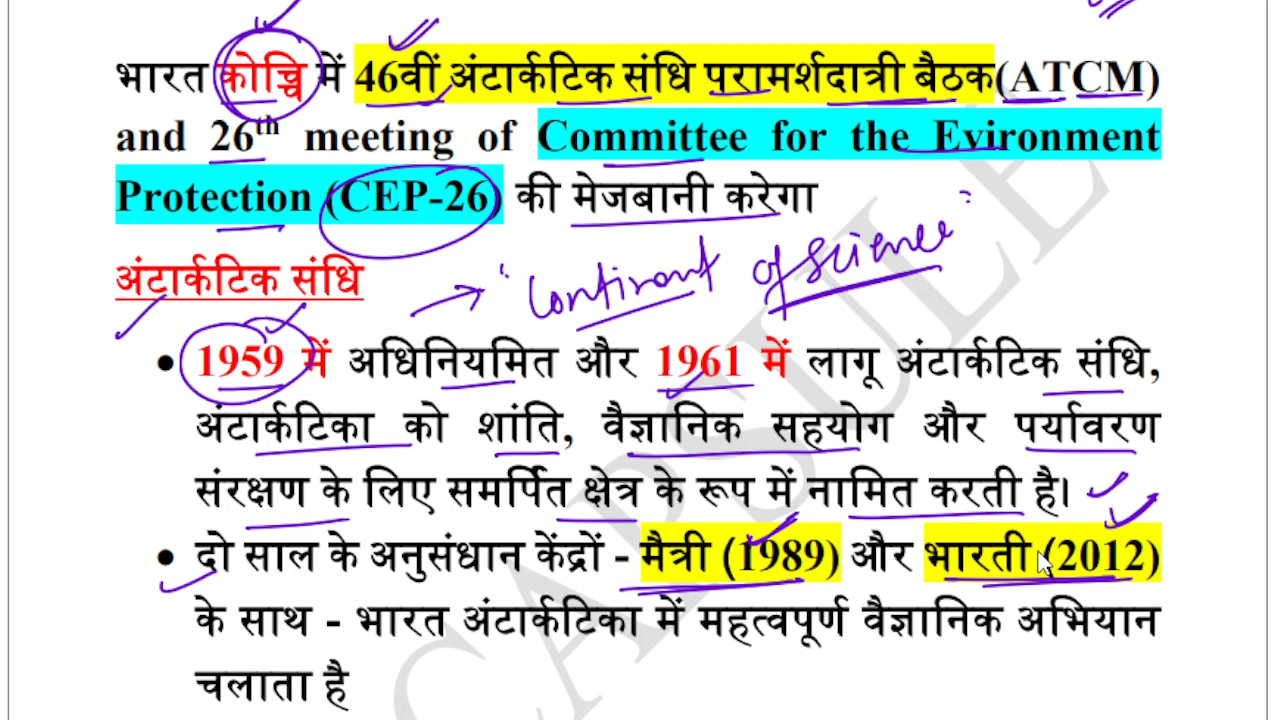 भारत कोच्चि में 46वीं अंटार्कटिक संधि परामर्शदात्री बैठक(ATCM)
and 26th meeting of Committee for the Evironment
Protection (CEP-26) की मेजबानी करेगा
"Continant of Science"
अंटार्कटिक संधि
• 1959 में अधिनियमित और 1961 में लागू अंटार्कटिक संधि,
अंटार्कटिका को शांति, वैज्ञानिक सहयोग और पर्यावरण
संरक्षण के लिए समर्पित क्षेत्र के रूप में नामित करती है।
• दो साल के अनुसंधान केंद्रों - मैत्री (1989) और भारती (2012)
के साथ - भारत अंटार्कटिका में महत्वपूर्ण वैज्ञानिक अभियान
चलाता है
CAPSULE